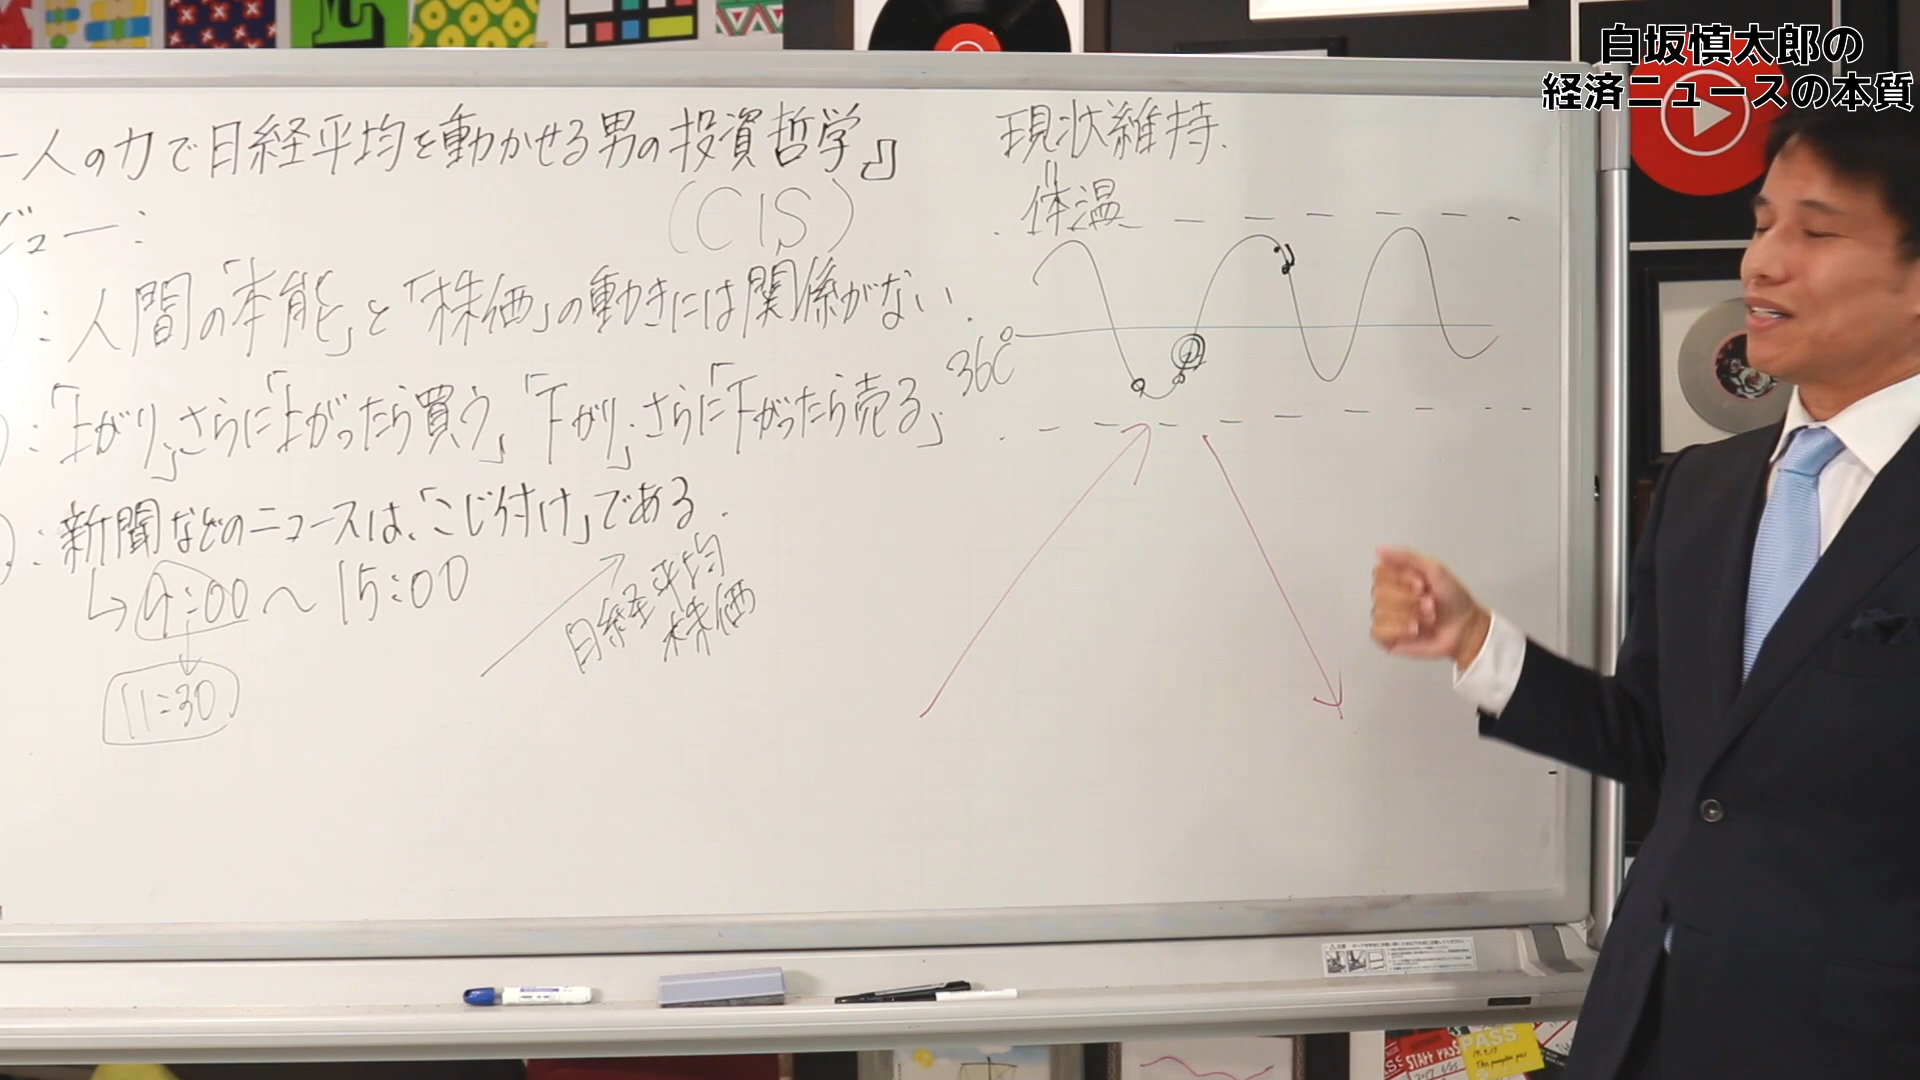 白坂慎太郎の
経済ニュースの本質
一人の力で日経平均を動かせる男の投資哲学』
(CIS)
ビュー:
:人間の「本能」と「株価」の動きには関係がない.
:「上がり」、さらに「上がったら買う」「下がり」、さらに「下がったら売る」
:新聞などのニュースは、「こじ付け」である.
↳ 9:00〜15:00
11:30
日経平均
株価
現状維持.
体温
36℃
STAFF PASS
PASS